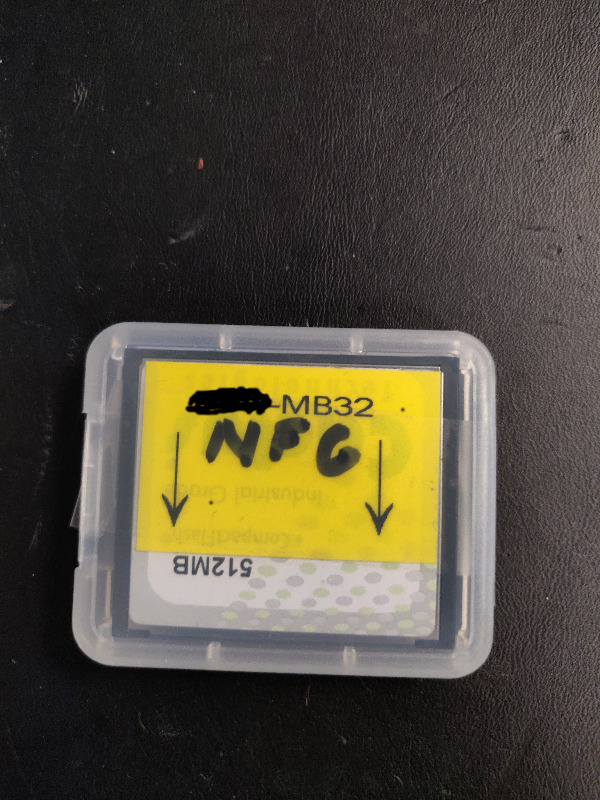 -MB32
NFG
Industrial Grade
CompactFlash
512MB